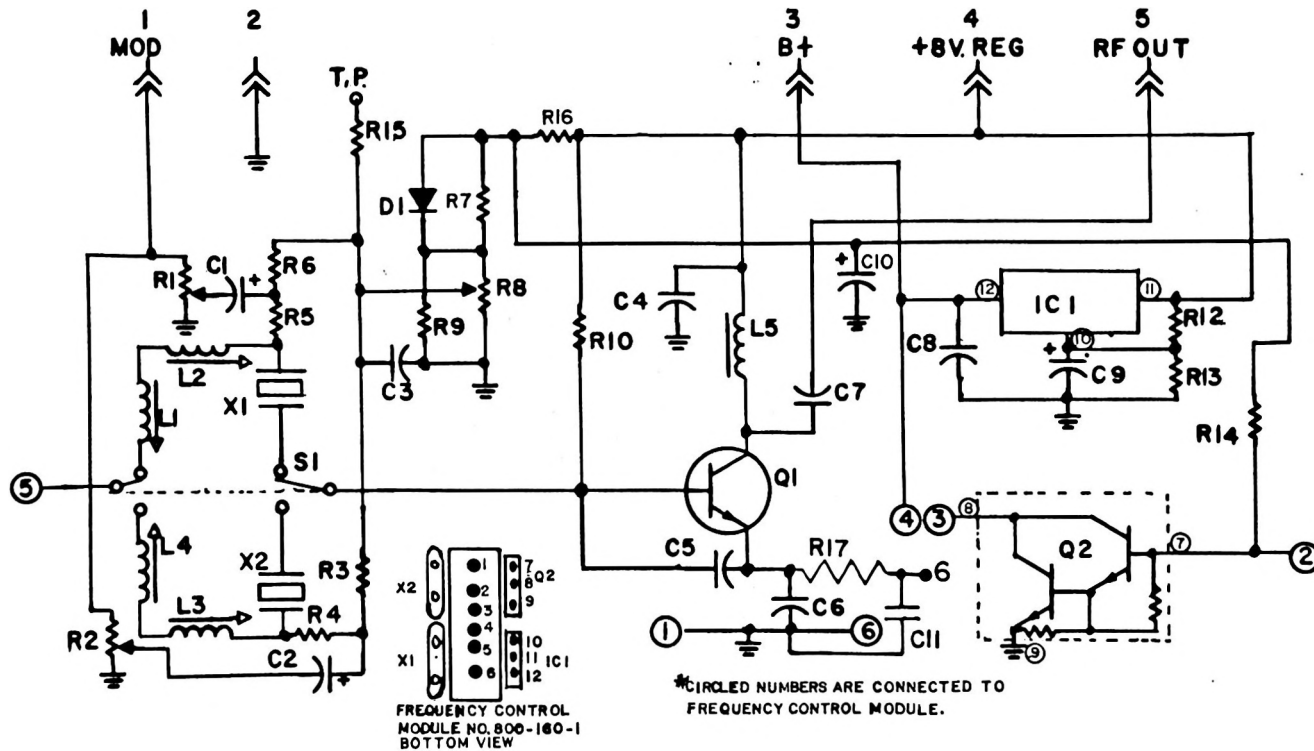 1
MOD
2
3
B+
4
+8V. REG
5
RF OUT
T.P.
R15
R16
D1
R7
R1
C1
+
R6
R5
R8
R9
C3
R10
C4
L5
+
C10
C7
12
IC1
11
10
R12
R13
C8
+
C9
R14
L2
L1
X1
S1
5
Q1
4
3
8
Q2
7
2
9
L4
X2
L3
R4
R3
R2
C2
+
C5
R17
6
C6
C11
1
6
X2
X1
1
2
3
4
5
6
7
8
9
Q2
10
11
12
IC1
FREQUENCY CONTROL
MODULE NO. 800-160-1
BOTTOM VIEW
*CIRCLED NUMBERS ARE CONNECTED TO
FREQUENCY CONTROL MODULE.